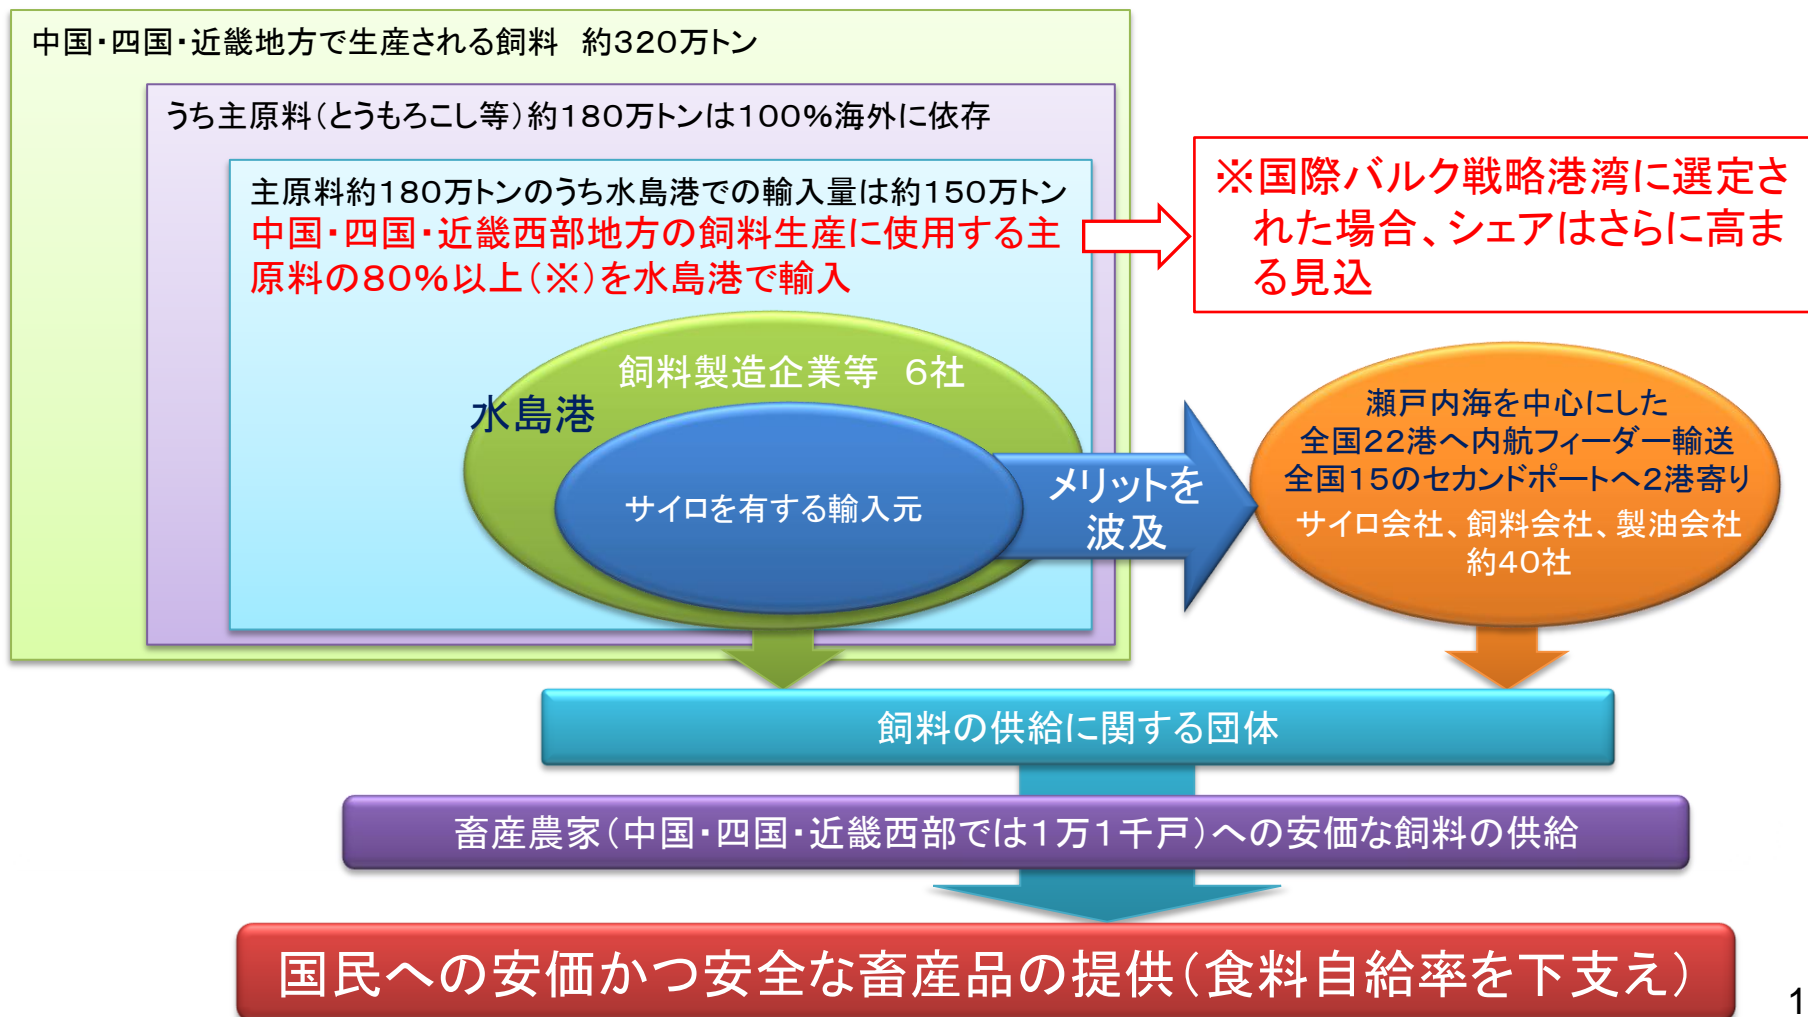 中国・四国・近畿地方で生産される飼料　約320万トン
うち主原料（とうもろこし等）約180万トンは100%海外に依存
主原料約180万トンのうち水島港での輸入量は約150万トン
中国・四国・近畿西部地方の飼料生産に使用する主
原料の80%以上（※）を水島港で輸入
※国際バルク戦略港湾に選定さ
れた場合、シェアはさらに高ま
る見込
飼料製造企業等　6社
水島港
サイロを有する輸入元
メリットを
波及
瀬戸内海を中心にした
全国22港へ内航フィーダー輸送
全国15のセカンドポートへ2港寄り
サイロ会社、飼料会社、製油会社
約40社
飼料の供給に関する団体
畜産農家（中国・四国・近畿西部では1万1千戸）への安価な飼料の供給
国民への安価かつ安全な畜産品の提供（食料自給率を下支え）
1